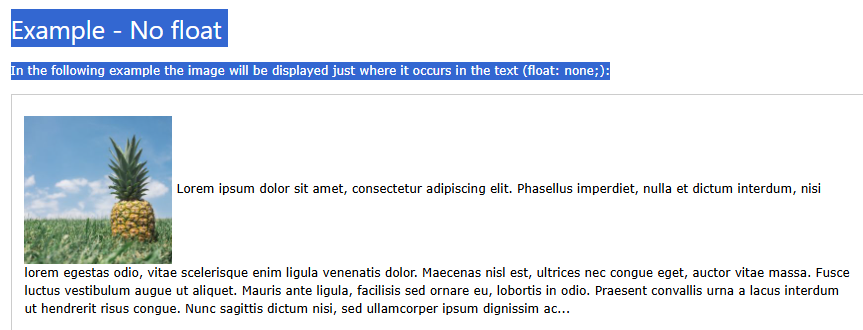 Example - No float
In the following example the image will be displayed just where it occurs in the text (float: none;):
Lorem ipsum dolor sit amet, consectetur adipiscing elit. Phasellus imperdiet, nulla et dictum interdum, nisi
lorem egestas odio, vitae scelerisque enim ligula venenatis dolor. Maecenas nisl est, ultrices nec congue eget, auctor vitae massa. Fusce
luctus vestibulum augue ut aliquet. Mauris ante ligula, facilisis sed ornare eu, lobortis in odio. Praesent convallis urna a lacus interdum
ut hendrerit risus congue. Nunc sagittis dictum nisi, sed ullamcorper ipsum dignissim ac...